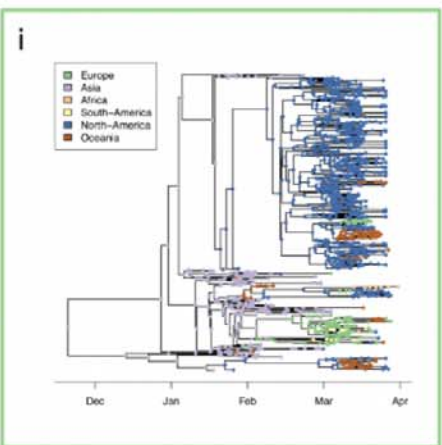 i
Europe
Asia
Africa
South-America
North-America
Oceania
Dec Jan Feb Mar Apr